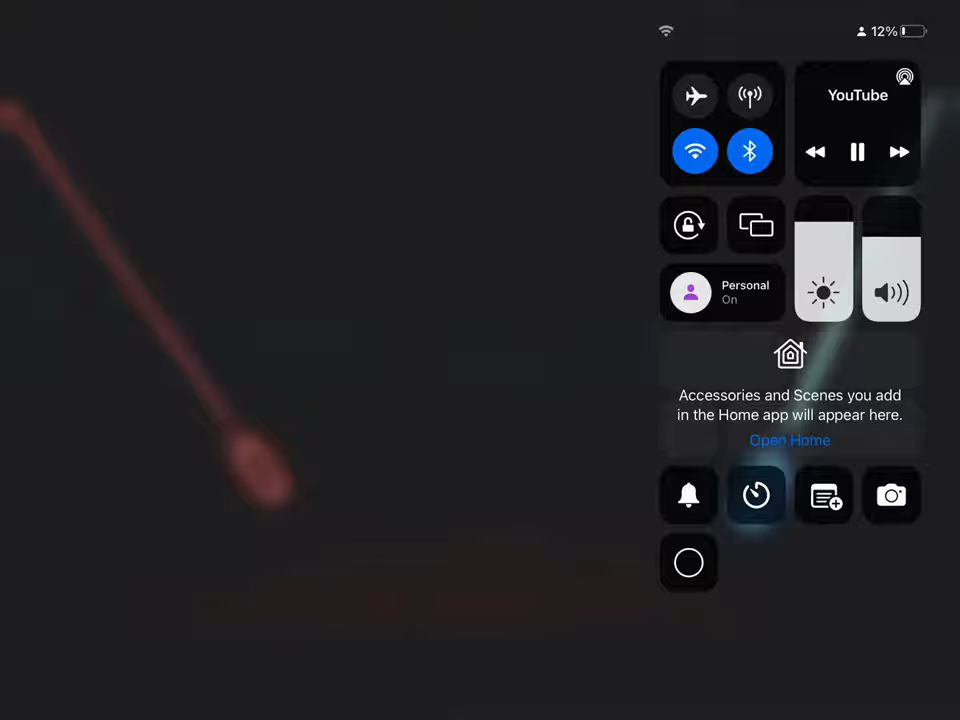 12%
YouTube
Personal
On
Accessories and Scenes you add
in the Home app will appear here.
Open Home